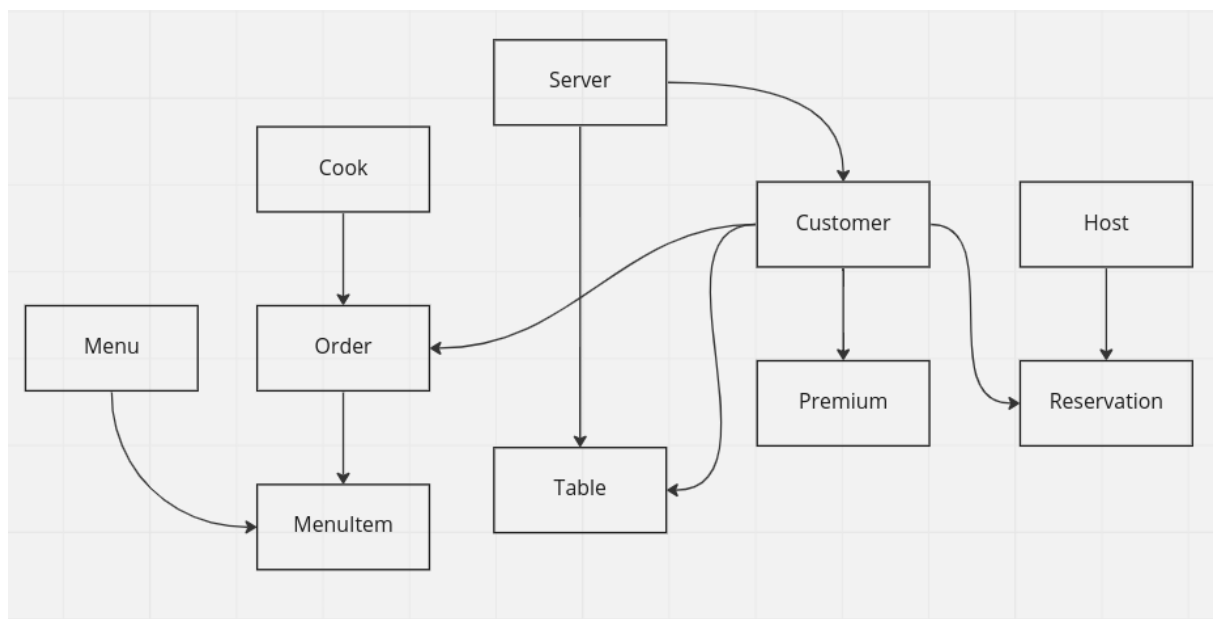 Server
Cook
Customer
Host
Menu
Order
Premium
Reservation
Table
MenuItem